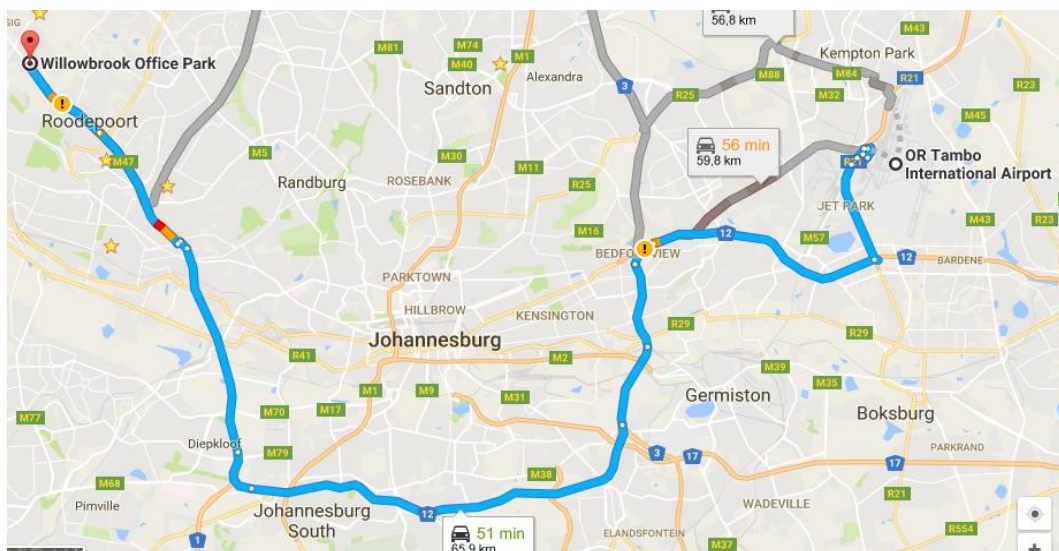 SIG
56,8 km
M43
M81
M74
M1
M40
Kempton Park
Willowbrook Office Park
M88
M84
R21
Alexandra
3
R23
Sandton
R25
M32
Roodepoort
M45
56 min
59,8 km
M5
M30
M47
OR Tambo
International Airport
R21
M11
Randburg
ROSEBANK
R25
JET PARK
M43
R23
M16
12
M57
BEDFORDVIEW
12
BARDENE
PARKTOWN
HILLBROW
KENSINGTON
R29
R29
Johannesburg
R41
M2
M39
M1
M9
M35
M31
Germiston
M77
M70
M17
Boksburg
Diepkloof
PARKRAND
M79
3
17
17
M68
M38
R21
Pimville
WADEVILLE
Johannesburg
South
12
51 min
65,9 km
1
ELANDSFONTEIN
R554
M37